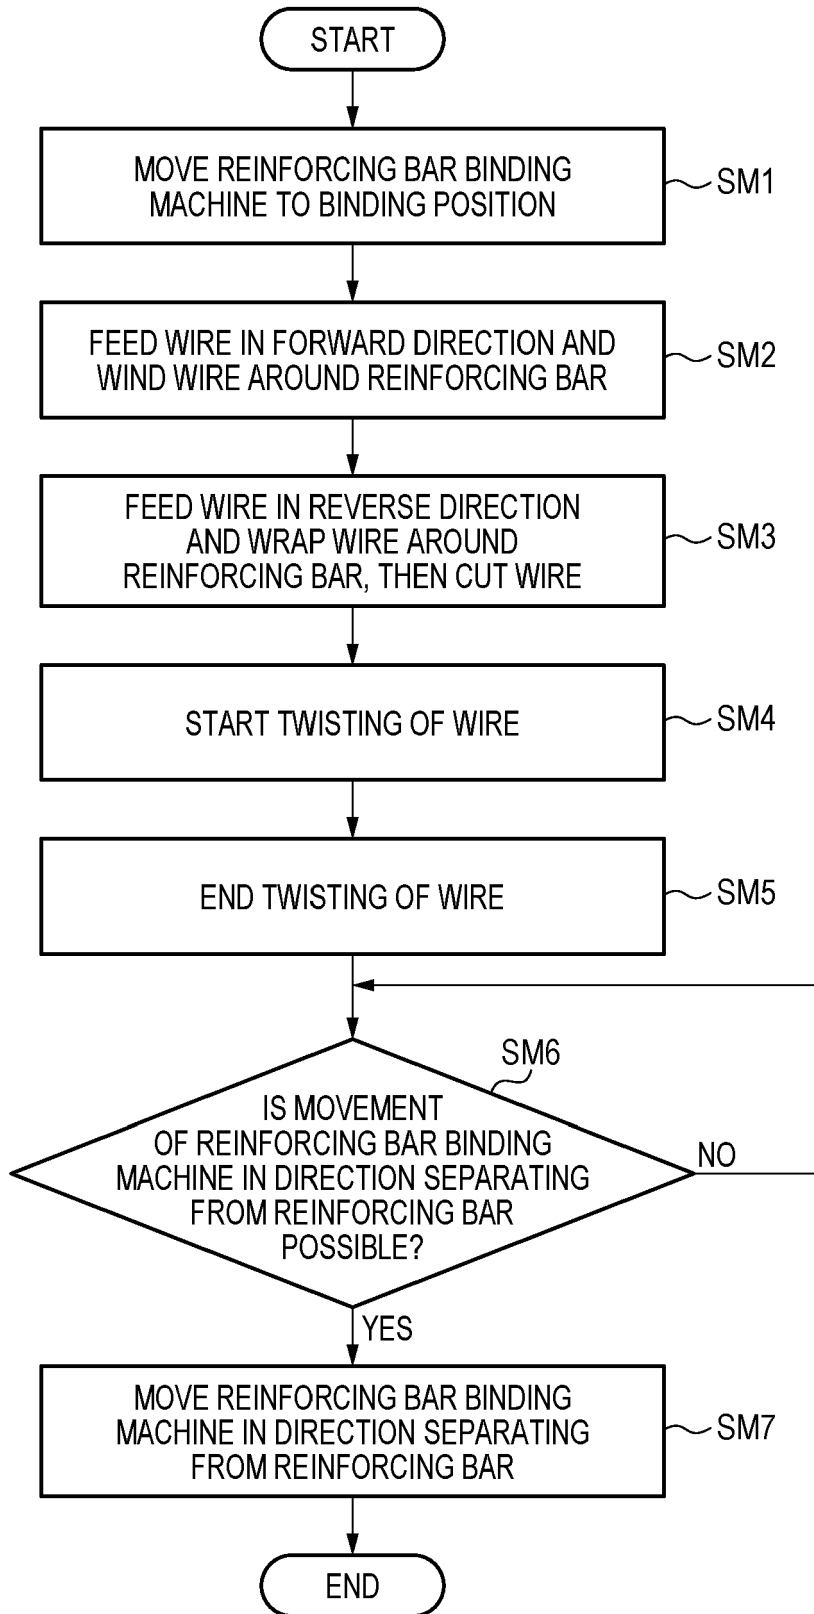 START
MOVE REINFORCING BAR BINDING
MACHINE TO BINDING POSITION
SM1
FEED WIRE IN FORWARD DIRECTION AND
WIND WIRE AROUND REINFORCING BAR
SM2
FEED WIRE IN REVERSE DIRECTION
AND WRAP WIRE AROUND
REINFORCING BAR, THEN CUT WIRE
SM3
START TWISTING OF WIRE
SM4
END TWISTING OF WIRE
SM5
SM6
IS MOVEMENT
OF REINFORCING BAR BINDING
MACHINE IN DIRECTION SEPARATING
FROM REINFORCING BAR
POSSIBLE?
NO
YES
MOVE REINFORCING BAR BINDING
MACHINE IN DIRECTION SEPARATING
FROM REINFORCING BAR
SM7
END